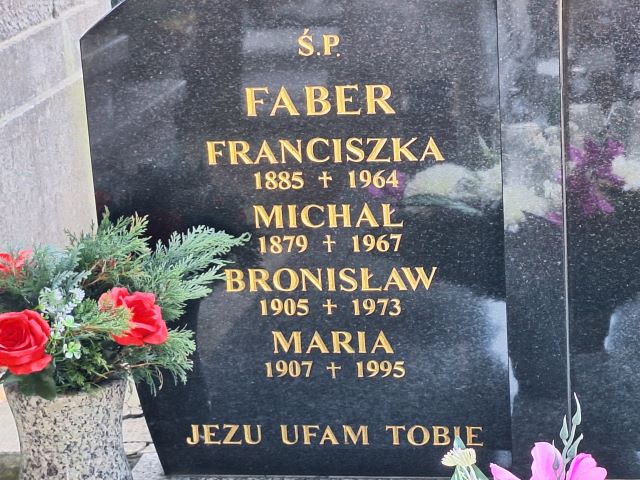 Ś.P.
FABER
FRANCISZKA
1885 † 1964
MICHAŁ
1879 † 1967
BRONISŁAW
1905 † 1973
MARIA
1907 † 1995
JEZU UFAM TOBIE